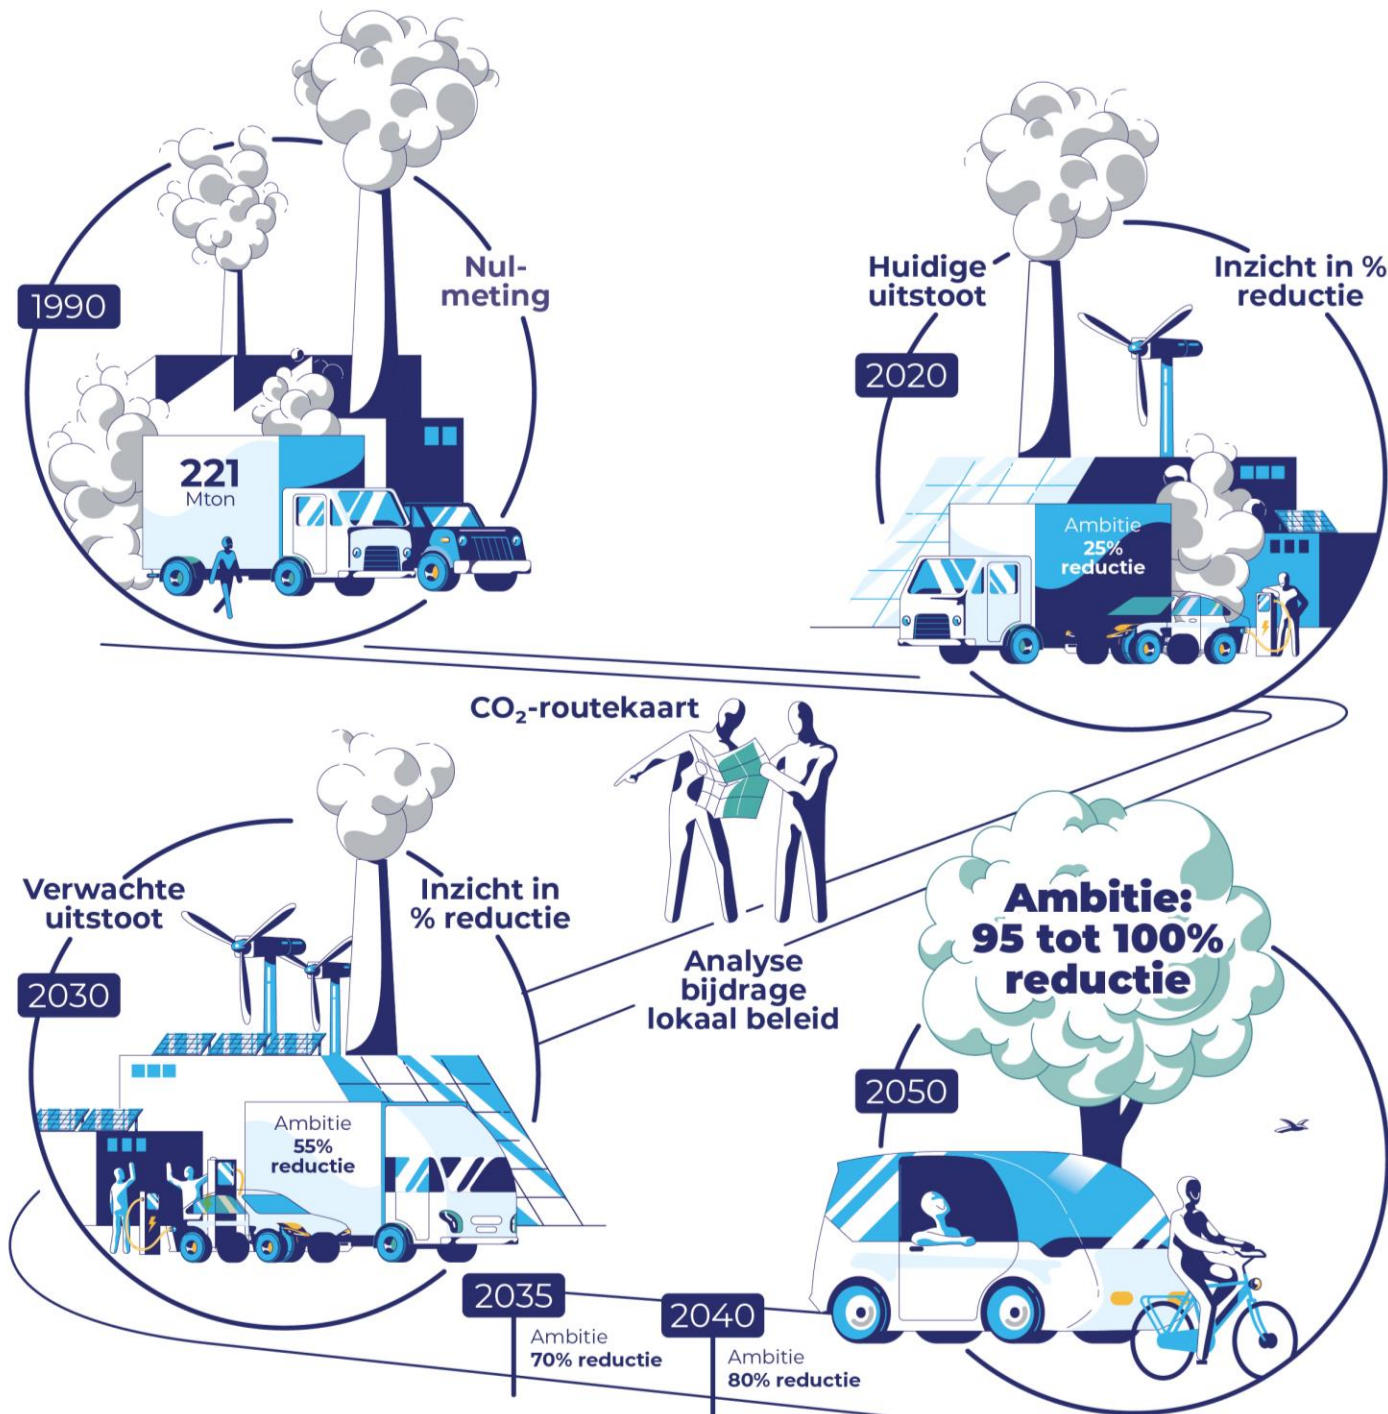 1990
Nul-
meting
221
Mton
Huidige
uitstoot
Inzicht in %
reductie
2020
Ambitie
25%
reductie
CO₂-routekaart
Verwachte
uitstoot
Inzicht in
% reductie
2030
Ambitie
55%
reductie
Analyse
bijdrage
lokaal beleid
Ambitie:
95 tot 100%
reductie
2050
2035
Ambitie
70% reductie
2040
Ambitie
80% reductie